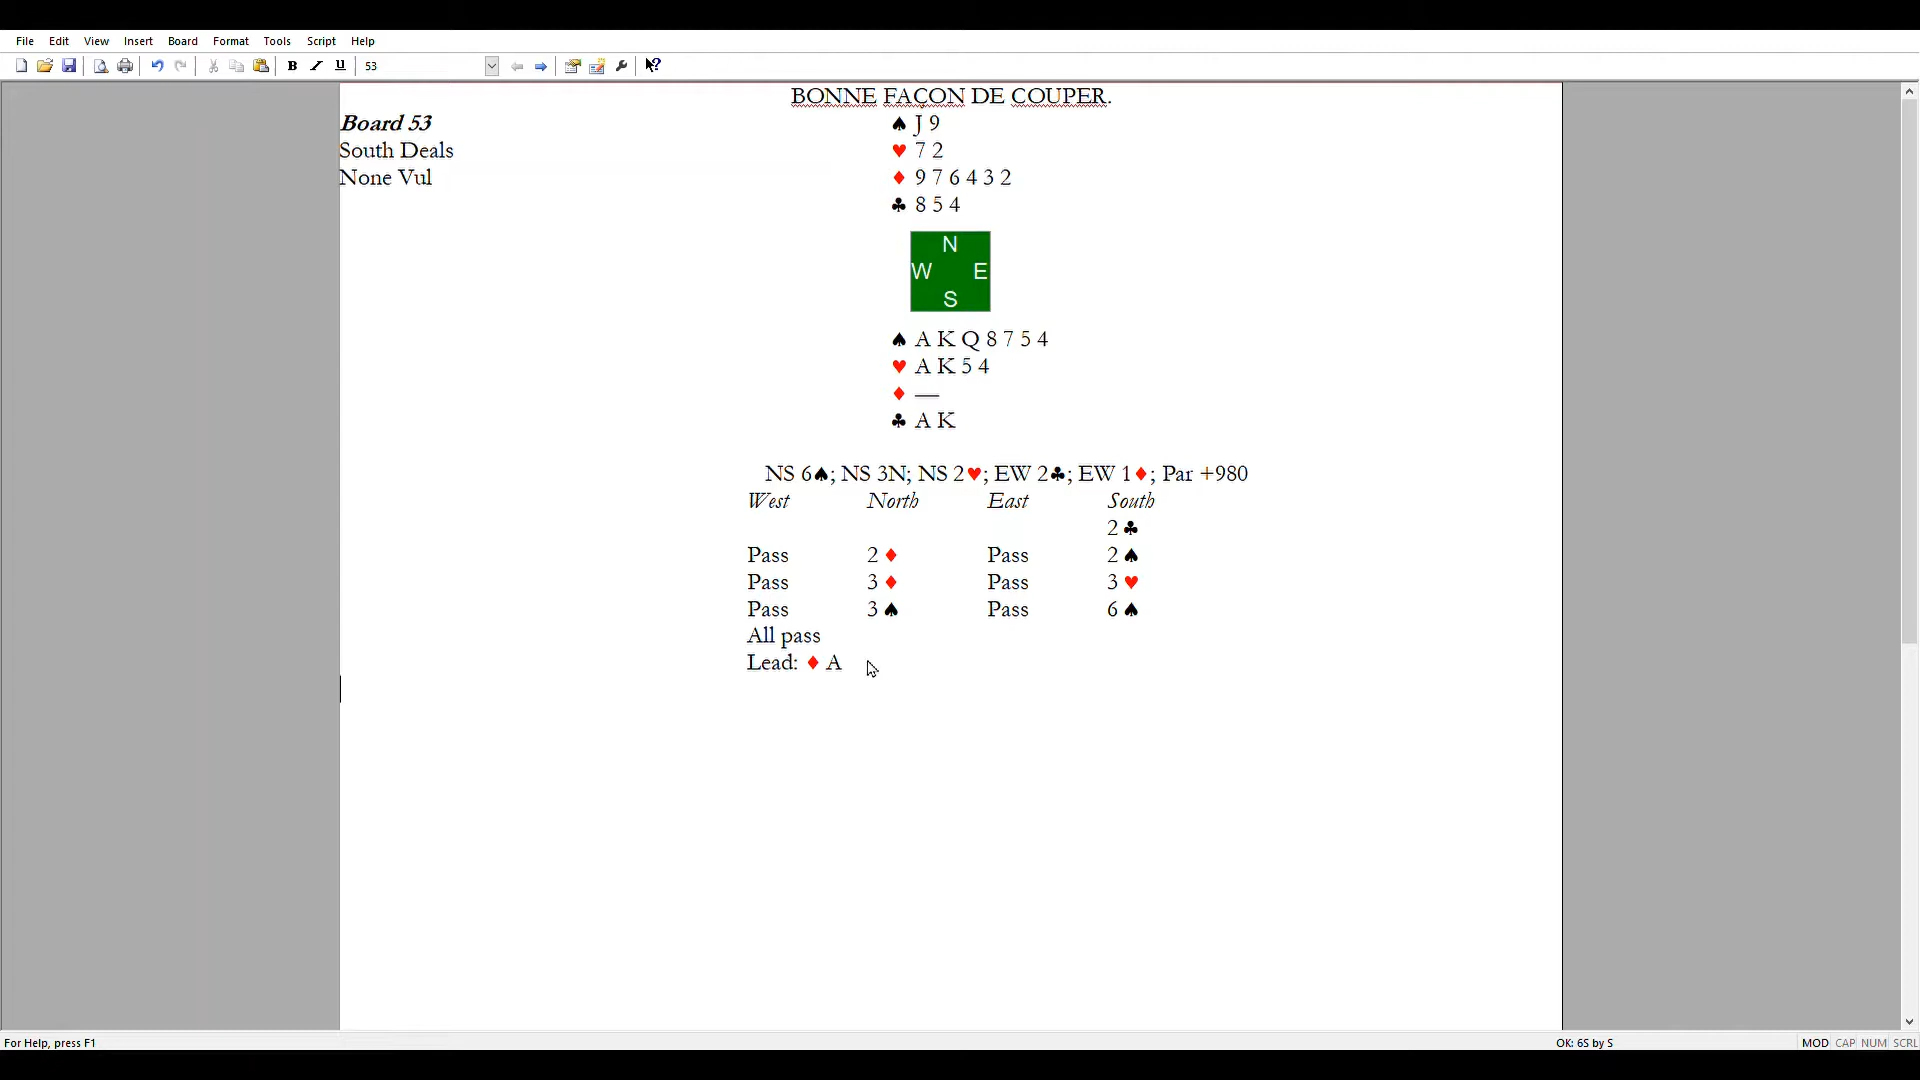 File Edit View Insert Board Format Tools Script Help
53
BONNE FAÇON DE COUPER.
Board 53
South Deals
None Vul
♠ J 9
♥ 7 2
♦ 9 7 6 4 3 2
♣ 8 5 4
N
W E
S
♠ A K Q 8 7 5 4
♥ A K 5 4
♦ —
♣ A K
NS 6♠; NS 3N; NS 2♥; EW 2♣; EW 1♦; Par +980
West North East South
2 ♣
Pass 2 ♦ Pass 2 ♠
Pass 3 ♦ Pass 3 ♥
Pass 3 ♠ Pass 6 ♠
All pass
Lead: ♦ A
For Help, press F1
OK: 6S by S
MOD CAP NUM SCRL